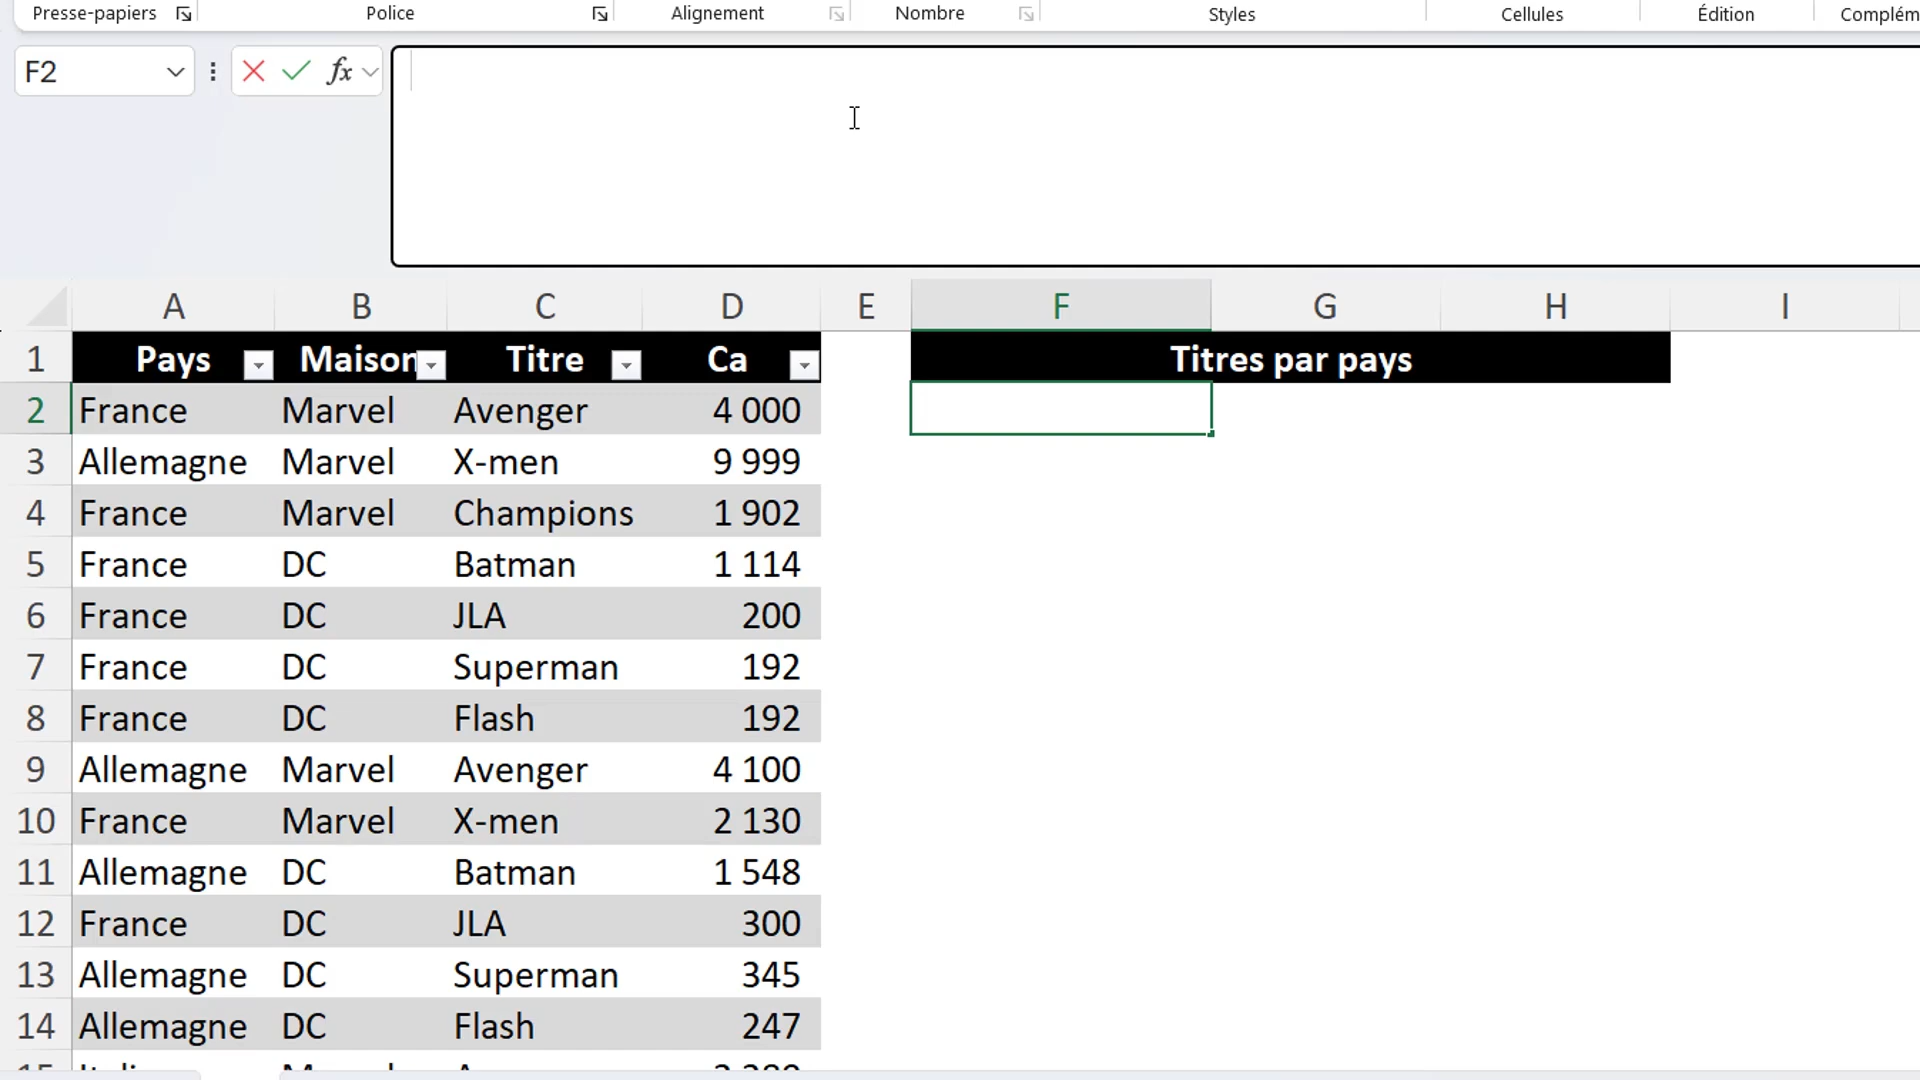 Presse-papiers Police Alignement Nombre Styles Cellules Édition Complém
F2 fx
A B C D E F G H I
1 Pays Maison Titre Ca Titres par pays
2 France Marvel Avenger 4 000
3 Allemagne Marvel X-men 9 999
4 France Marvel Champions 1 902
5 France DC Batman 1 114
6 France DC JLA 200
7 France DC Superman 192
8 France DC Flash 192
9 Allemagne Marvel Avenger 4 100
10 France Marvel X-men 2 130
11 Allemagne DC Batman 1 548
12 France DC JLA 300
13 Allemagne DC Superman 345
14 Allemagne DC Flash 247